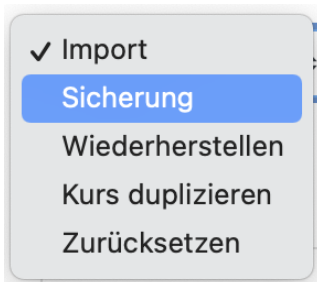 Import
Sicherung
Wiederherstellen
Kurs duplizieren
Zurücksetzen